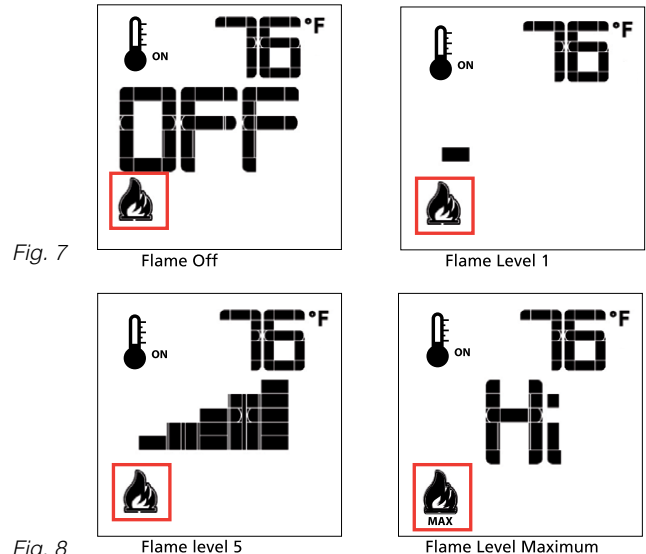 76 °F
ON
OFF
Fig. 7
Flame Off
76 °F
ON
Flame Level 1
76 °F
ON
Fig. 8
Flame level 5
76 °F
ON
Hi
MAX
Flame Level Maximum